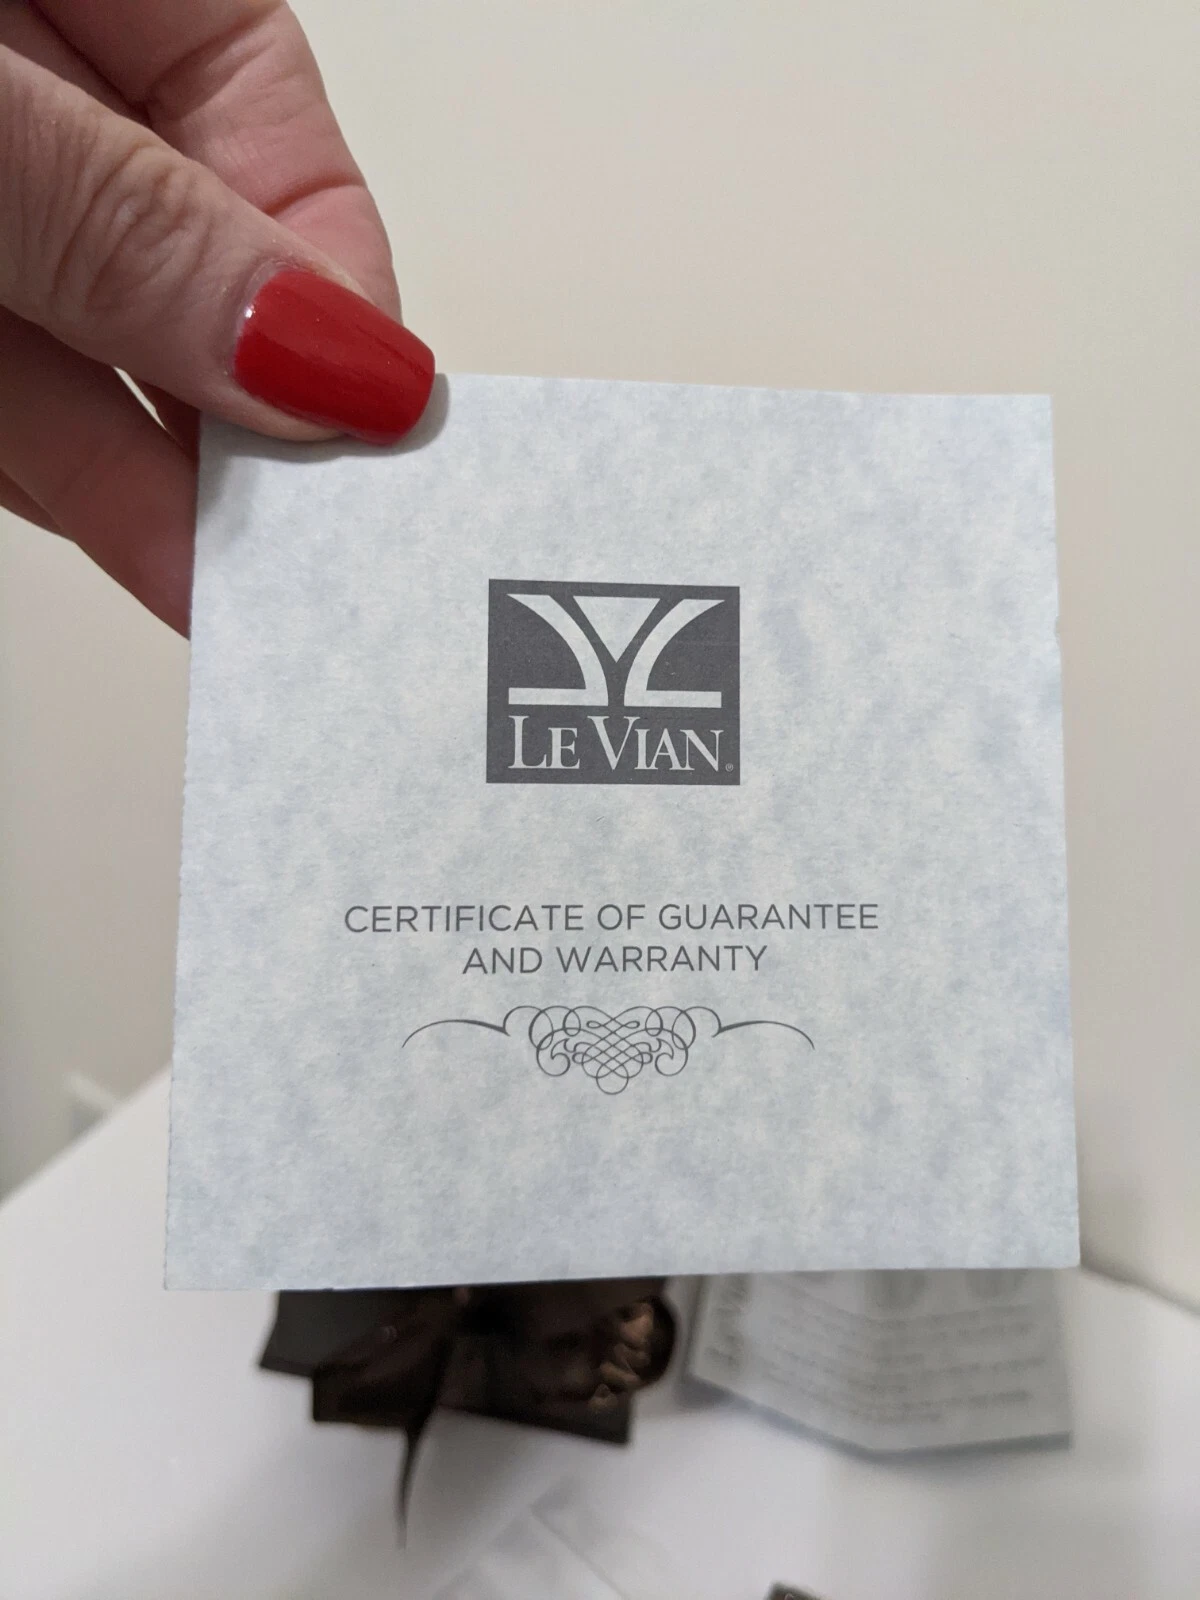 LE VIAN®
CERTIFICATE OF GUARANTEE
AND WARRANTY